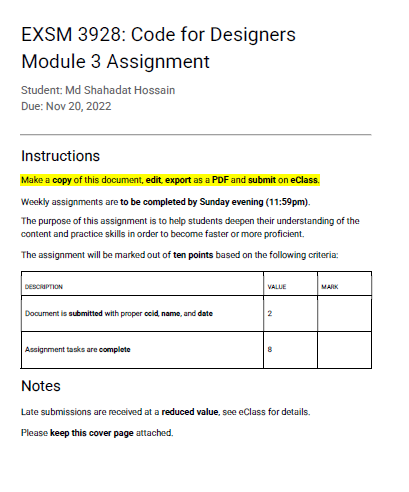 EXSM 3928: Code for Designers
Module 3 Assignment
Student: Md Shahadat Hossain
Due: Nov 20, 2022
Instructions
Make a copy of this document, edit, export as a PDF and submit on eClass.
Weekly assignments are to be completed by Sunday evening (11:59pm).
The purpose of this assignment is to help students deepen their understanding of the
content and practice skills in order to become faster or more proficient.
The assignment will be marked out of ten points based on the following criteria:
DESCRIPTION VALUE MARK
Document is submitted with proper ccid, name, and date 2
Assignment tasks are complete 8
Notes
Late submissions are received at a reduced value, see eClass for details.
Please keep this cover page attached.